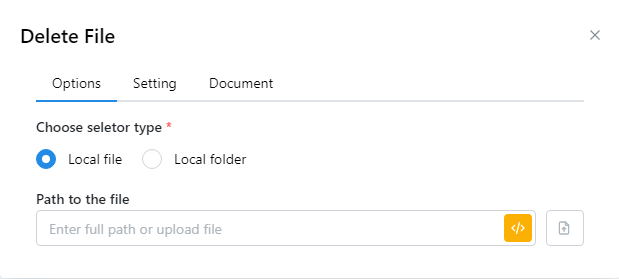 Delete File
Options Setting Document
Choose seletor type *
Local file Local folder
Path to the file
Enter full path or upload file </>